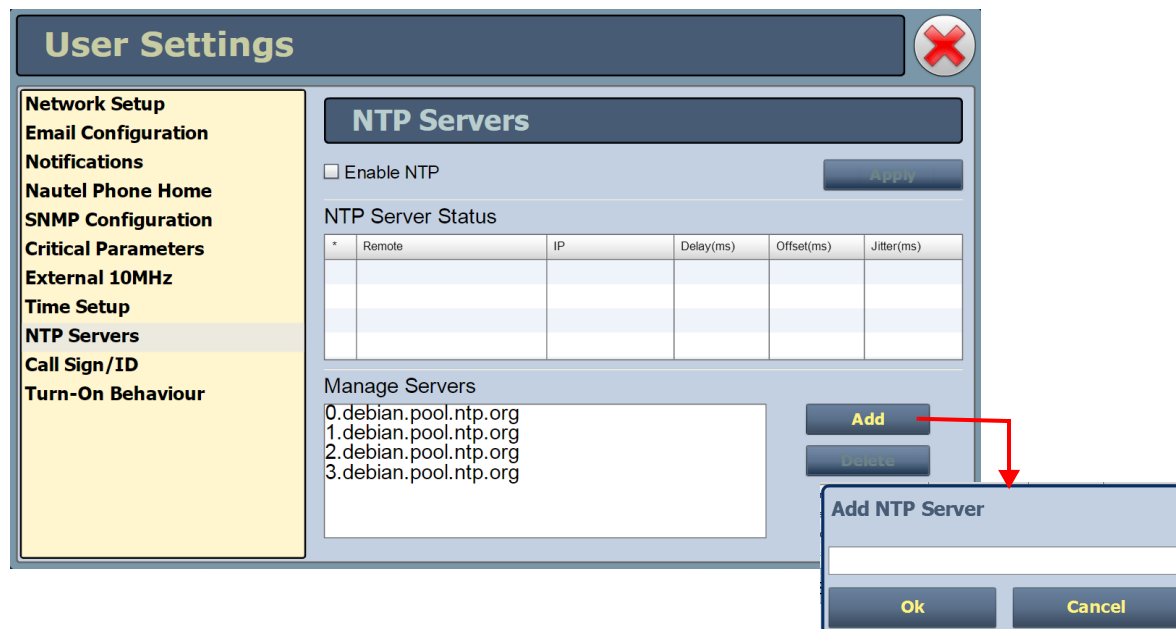 User Settings
Network Setup
Email Configuration
Notifications
Nautel Phone Home
SNMP Configuration
Critical Parameters
External 10MHz
Time Setup
NTP Servers
Call Sign/ID
Turn-On Behaviour
NTP Servers
Enable NTP
Apply
NTP Server Status
* Remote IP Delay(ms) Offset(ms) Jitter(ms)
Manage Servers
0.debian.pool.ntp.org
1.debian.pool.ntp.org
2.debian.pool.ntp.org
3.debian.pool.ntp.org
Add
Delete
Add NTP Server
Ok Cancel